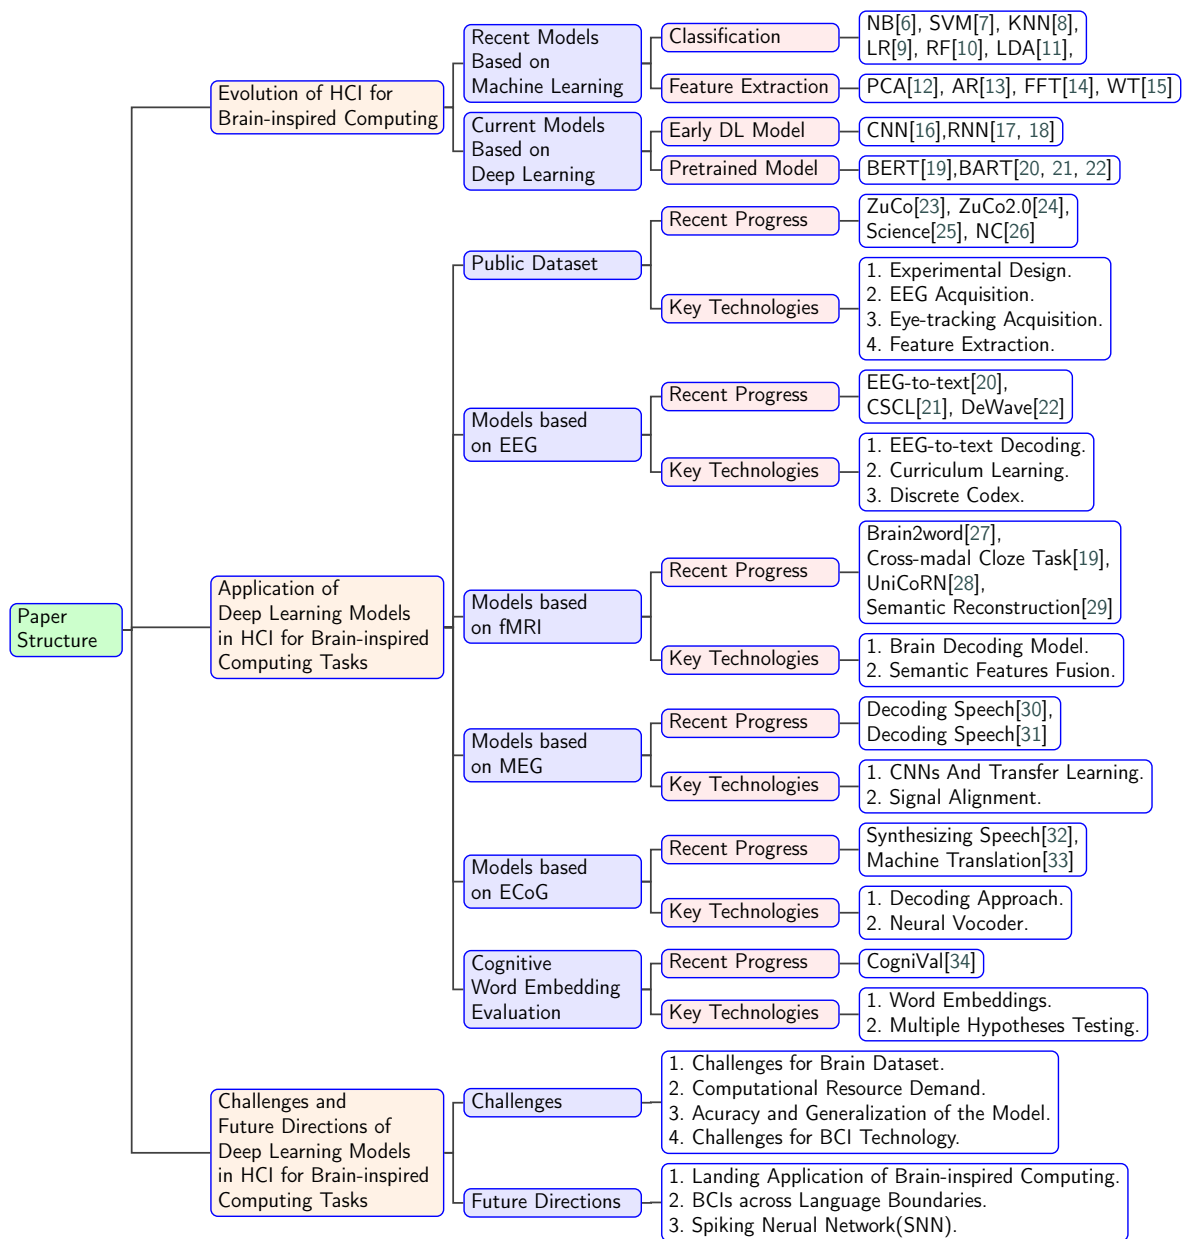 Paper
Structure
Evolution of HCI for
Brain-inspired Computing
Recent Models
Based on
Machine Learning
Classification
NB[6], SVM[7], KNN[8],
LR[9], RF[10], LDA[11],
Feature Extraction
PCA[12], AR[13], FFT[14], WT[15]
Current Models
Based on
Deep Learning
Early DL Model
CNN[16],RNN[17, 18]
Pretrained Model
BERT[19],BART[20, 21, 22]
Application of
Deep Learning Models
in HCI for Brain-inspired
Computing Tasks
Public Dataset
Recent Progress
ZuCo[23], ZuCo2.0[24],
Science[25], NC[26]
Key Technologies
1. Experimental Design.
2. EEG Acquisition.
3. Eye-tracking Acquisition.
4. Feature Extraction.
Models based
on EEG
Recent Progress
EEG-to-text[20],
CSCL[21], DeWave[22]
Key Technologies
1. EEG-to-text Decoding.
2. Curriculum Learning.
3. Discrete Codex.
Models based
on fMRI
Recent Progress
Brain2word[27],
Cross-madal Cloze Task[19],
UniCoRN[28],
Semantic Reconstruction[29]
Key Technologies
1. Brain Decoding Model.
2. Semantic Features Fusion.
Models based
on MEG
Recent Progress
Decoding Speech[30],
Decoding Speech[31]
Key Technologies
1. CNNs And Transfer Learning.
2. Signal Alignment.
Models based
on ECoG
Recent Progress
Synthesizing Speech[32],
Machine Translation[33]
Key Technologies
1. Decoding Approach.
2. Neural Vocoder.
Cognitive
Word Embedding
Evaluation
Recent Progress
CogniVal[34]
Key Technologies
1. Word Embeddings.
2. Multiple Hypotheses Testing.
Challenges and
Future Directions of
Deep Learning Models
in HCI for Brain-inspired
Computing Tasks
Challenges
1. Challenges for Brain Dataset.
2. Computational Resource Demand.
3. Acuracy and Generalization of the Model.
4. Challenges for BCI Technology.
Future Directions
1. Landing Application of Brain-inspired Computing.
2. BCIs across Language Boundaries.
3. Spiking Nerual Network(SNN).